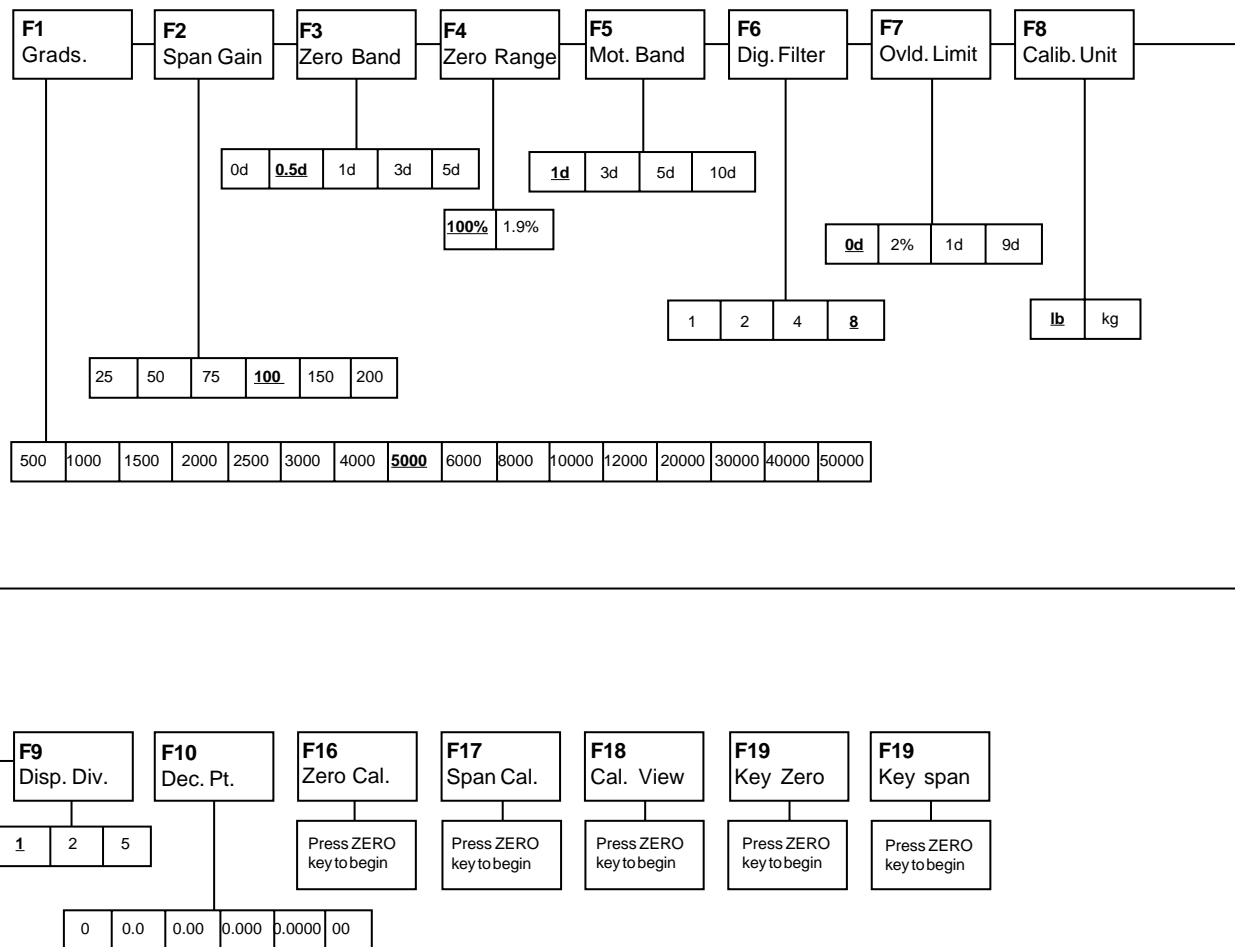 F1
Grads.
F2
Span Gain
F3
Zero Band
F4
Zero Range
F5
Mot. Band
F6
Dig. Filter
F7
Ovld. Limit
F8
Calib. Unit
0d 0.5d 1d 3d 5d
1d 3d 5d 10d
100% 1.9%
0d 2% 1d 9d
1 2 4 8
lb kg
25 50 75 100 150 200
500 1000 1500 2000 2500 3000 4000 5000 6000 8000 10000 12000 20000 30000 40000 50000
F9
Disp. Div.
F10
Dec. Pt.
F16
Zero Cal.
F17
Span Cal.
F18
Cal. View
F19
Key Zero
F19
Key span
1 2 5
Press ZERO
key to begin
Press ZERO
key to begin
Press ZERO
key to begin
Press ZERO
key to begin
Press ZERO
key to begin
0 0.0 0.00 0.000 0.0000 00